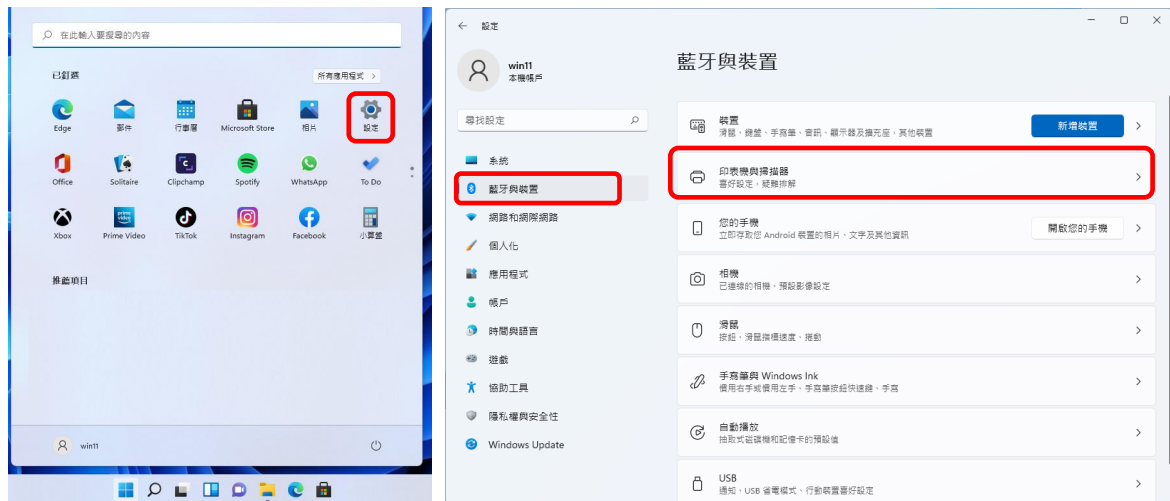 在此輸入要搜尋的內容
已釘選
所有應用程式 >
Edge
郵件
行事曆
Microsoft Store
相片
設定
Office
Solitaire
Clipchamp
Spotify
WhatsApp
To Do
Xbox
Prime Video
TikTok
Instagram
Facebook
小算盤
推薦項目
win11
設定
win11
本機帳戶
尋找設定
系統
藍牙與裝置
網路和網際網路
個人化
應用程式
帳戶
時間與語言
遊戲
協助工具
隱私權與安全性
Windows Update
藍牙與裝置
裝置
滑鼠、鍵盤、手寫筆、音訊、顯示器及擴充座，其他裝置
新增裝置
印表機與掃描器
喜好設定，疑難排解
您的手機
立即存取您 Android 裝置的相片、文字及其他資訊
開啟您的手機
相機
已連線的相機、預設影像設定
滑鼠
按鈕、滑鼠指標速度、捲動
手寫筆與 Windows Ink
慣用右手或慣用左手、手寫筆按鈕快速鍵、手寫
自動播放
抽取式磁碟機和記憶卡的預設值
USB
通知、USB 省電模式、行動裝置喜好設定